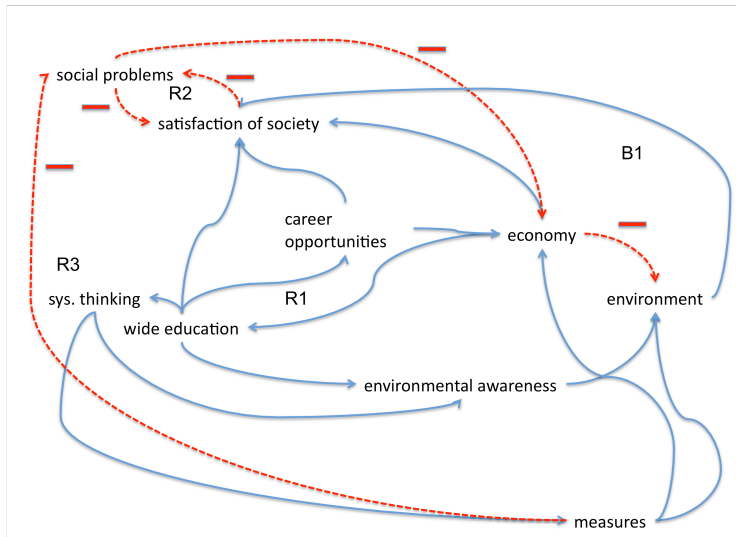 social problems
R2
satisfaction of society
B1
career
opportunities
economy
R3
sys. thinking
R1
environment
wide education
environmental awareness
measures